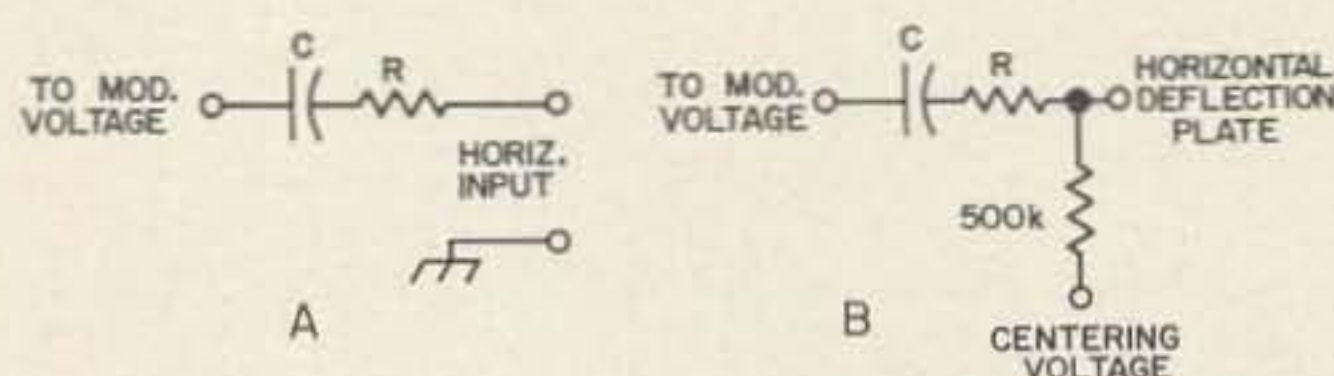 C
R
TO MOD.
VOLTAGE
HORIZ.
INPUT
A
C
R
TO MOD.
VOLTAGE
HORIZONTAL
DEFLECTION
PLATE
500k
B
CENTERING
VOLTAGE